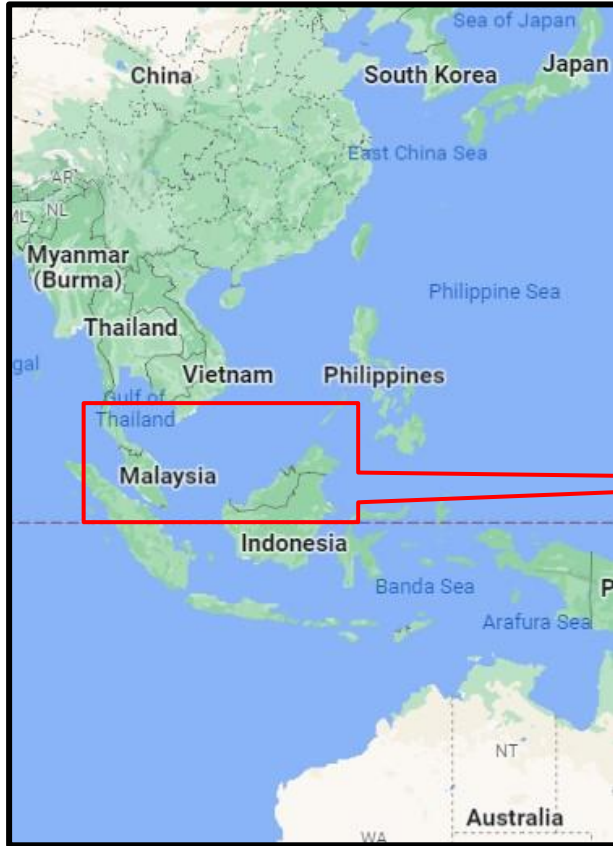 Sea of Japan
China
South Korea
Japan
East China Sea
AR
ML
NL
Myanmar
(Burma)
Philippine Sea
Thailand
gal
Vietnam
Philippines
Gulf of
Thailand
Malaysia
Indonesia
Banda Sea
P
Arafura Sea
NT
Australia
WA